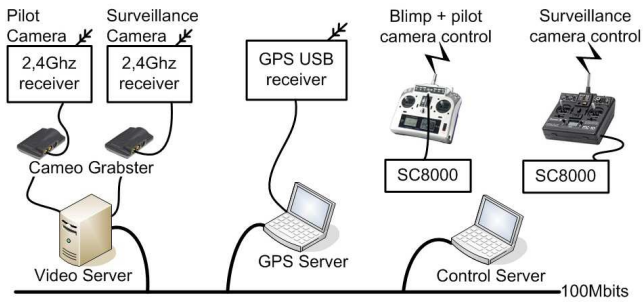 Pilot
Camera
Surveillance
Camera
Blimp + pilot
camera control
Surveillance
camera control
2,4Ghz
receiver
2,4Ghz
receiver
GPS USB
receiver
Cameo Grabster
SC8000
SC8000
Video Server
GPS Server
Control Server
100Mbits